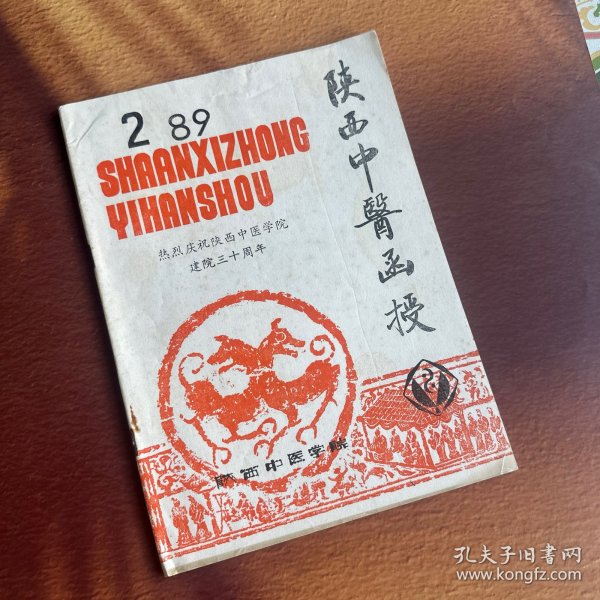 2 89
SHAANXIZHONG
YIHANSHOU
热烈庆祝陕西中医学院
建院三十周年
陕西中醫函授
陕西中医学院
孔夫子旧书网
www.kongfz.com